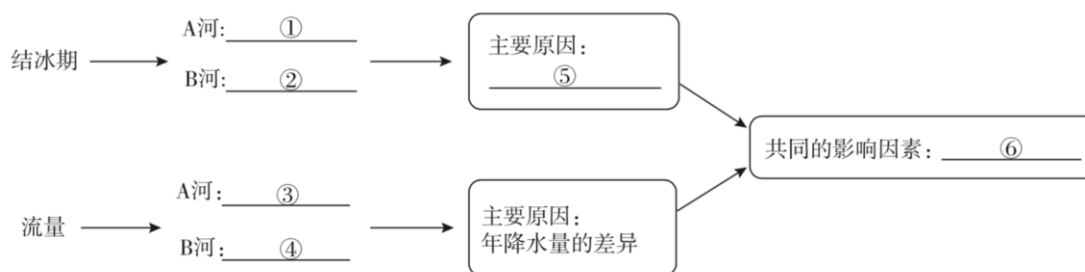 结冰期
A河:①
B河:②
主要原因:
⑤
流量
A河:③
B河:④
主要原因:
年降水量的差异
共同的影响因素:⑥